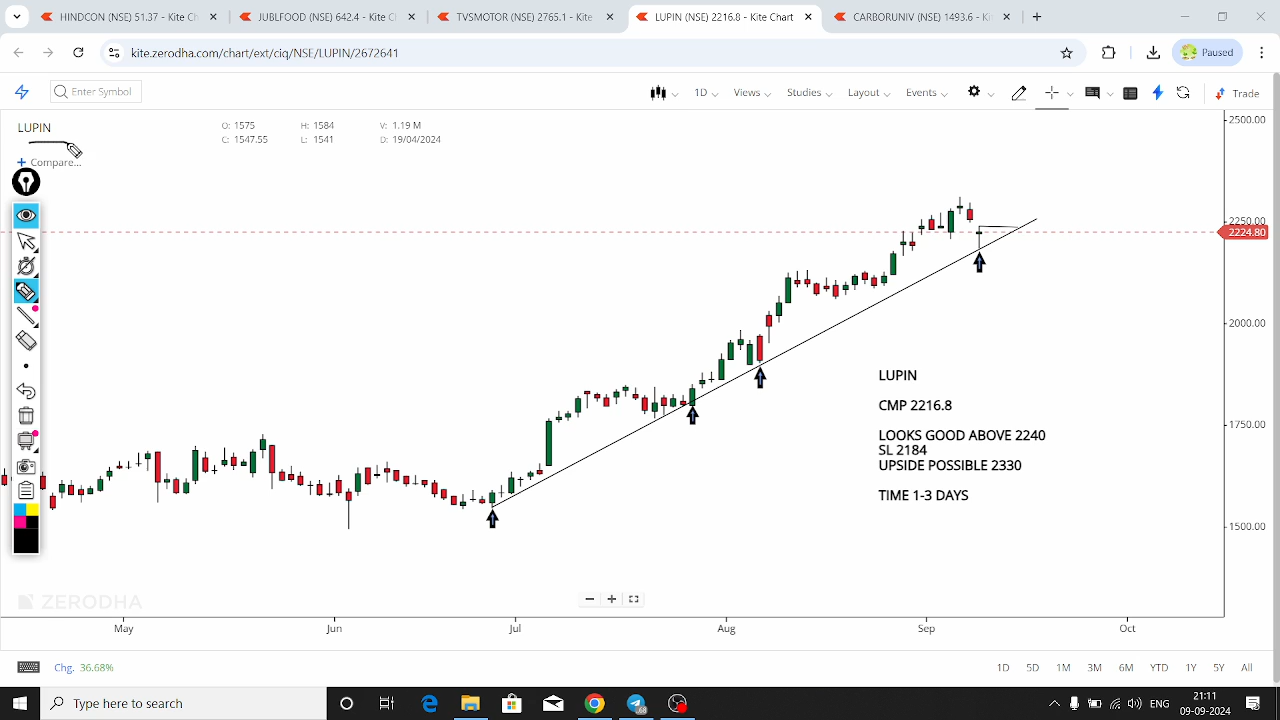 HINDCON (NSE) 51.37 - Kite Ch
JUBLFOOD (NSE) 642.4 - Kite C
TVSMOTOR (NSE) 2765.1 - Kite
LUPIN (NSE) 2216.8 - Kite Chart
CARRORUNIV (NSE) 1493.6 - K
kite.zerodha.com/chart/ext/ciq/NSE/LUPIN/2672641
Paused
Enter Symbol
1D
Views
Studies
Layout
Events
Trade
LUPIN
O: 1575 H: 1584 V: 1.19 M
C: 1547.55 L: 1541 D: 19/04/2024
Compare...
2500.00
2250.00
2224.80
2000.00
1750.00
1500.00
LUPIN
CMP 2216.8
LOOKS GOOD ABOVE 2240
SL 2184
UPSIDE POSSIBLE 2330
TIME 1-3 DAYS
ZERODHA
May Jun Jul Aug Sep Oct
Chg. 36.68%
1D 5D 1M 3M 6M YTD 1Y 5Y All
Type here to search
ENG
21:11
09-09-2024